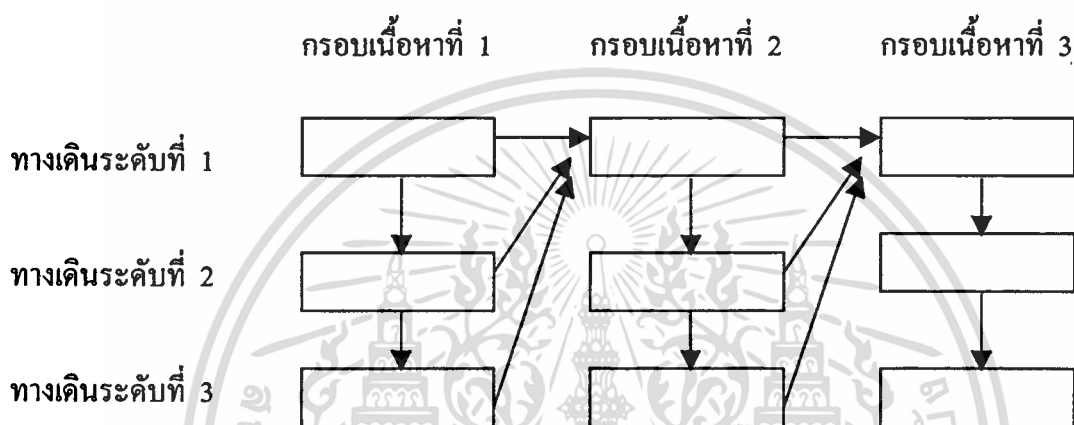 กรอบเนื้อหาที่ 1 กรอบเนื้อหาที่ 2 กรอบเนื้อหาที่ 3
ทางเดินระดับที่ 1
ทางเดินระดับที่ 2
ทางเดินระดับที่ 3